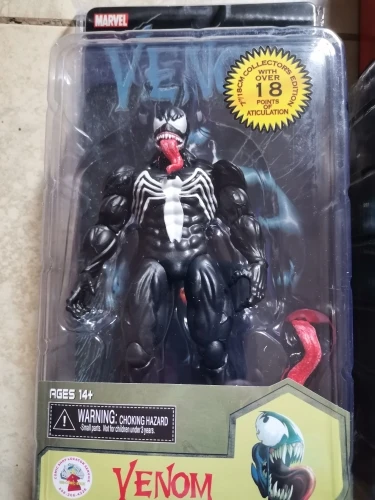 MARVEL
VENOM
7"/18CM COLLECTOR'S EDITION
WITH
OVER
18
POINTS
OF
ATICULATION
AGES 14+
WARNING: CHOKING HAZARD
-Small parts. Not for children under 3 years.
VENOM